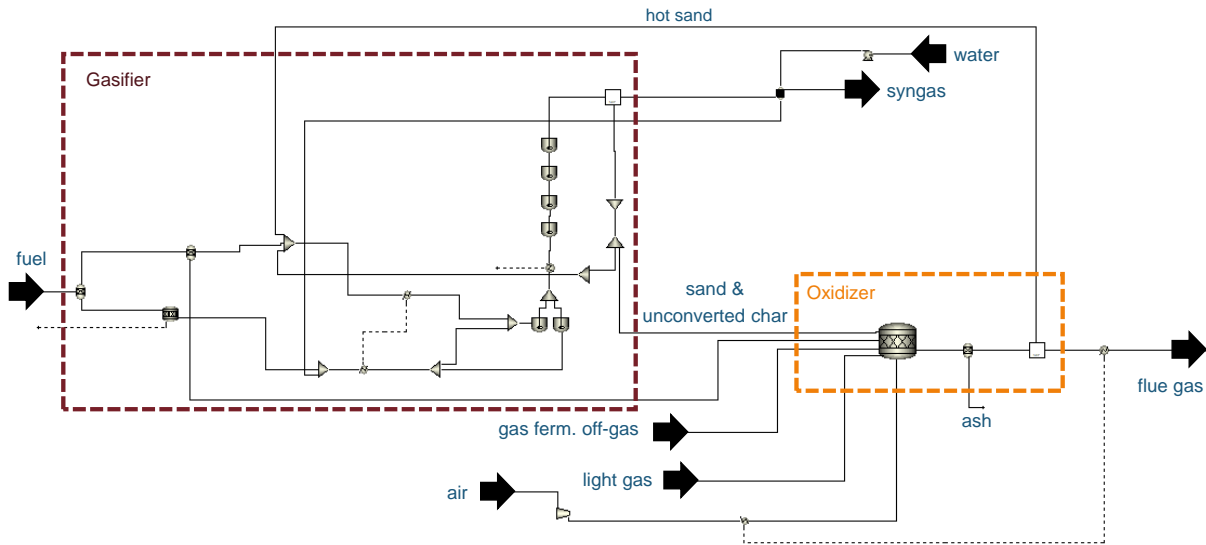 hot sand
water
Gasifier
syngas
fuel
sand &
unconverted char
Oxidizer
flue gas
gas ferm. off-gas
ash
light gas
air